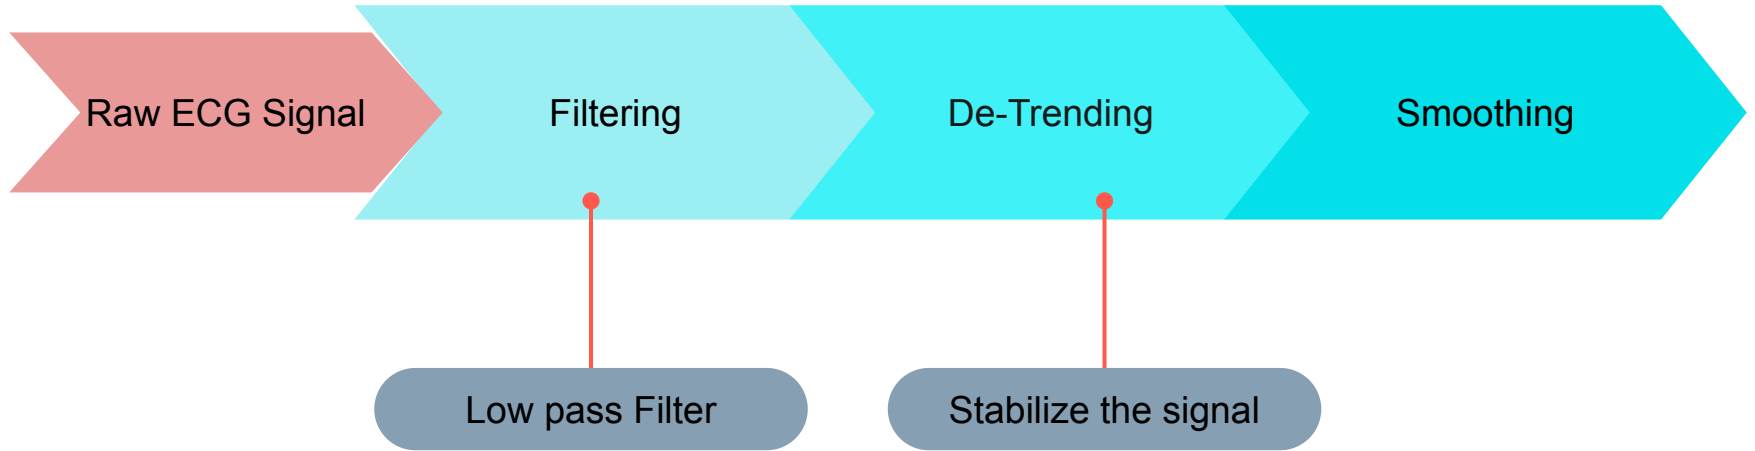 Raw ECG Signal
Filtering
De-Trending
Smoothing
Low pass Filter
Stabilize the signal